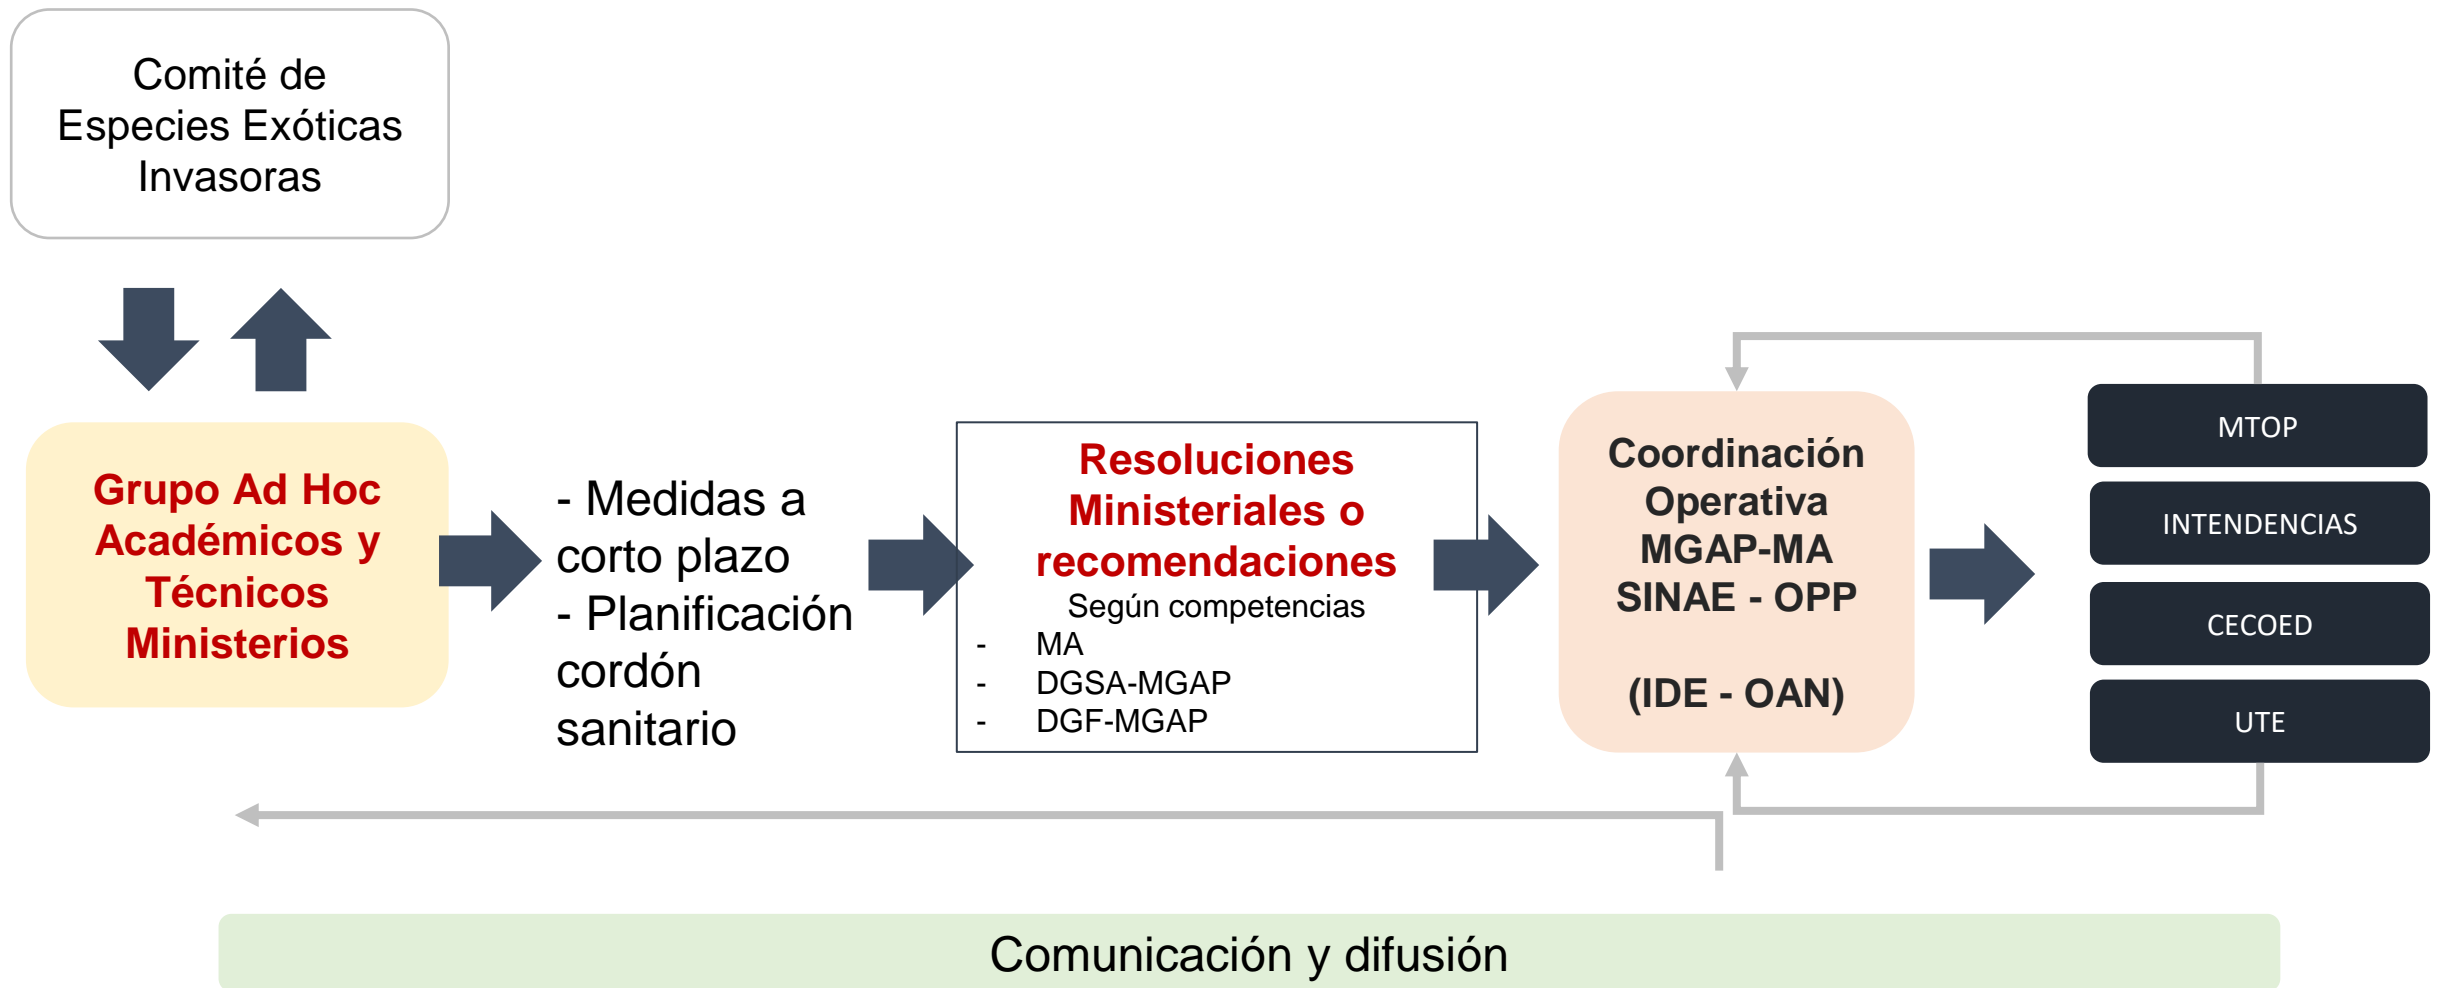 Comité de
Especies Exóticas
Invasoras
Grupo Ad Hoc
Académicos y
Técnicos
Ministerios
- Medidas a
corto plazo
- Planificación
cordón
sanitario
Resoluciones
Ministeriales o
recomendaciones
Según competencias
- MA
- DGSA-MGAP
- DGF-MGAP
Coordinación
Operativa
MGAP-MA
SINAE - OPP
(IDE - OAN)
MTOP
INTENDENCIAS
CECOED
UTE
Comunicación y difusión